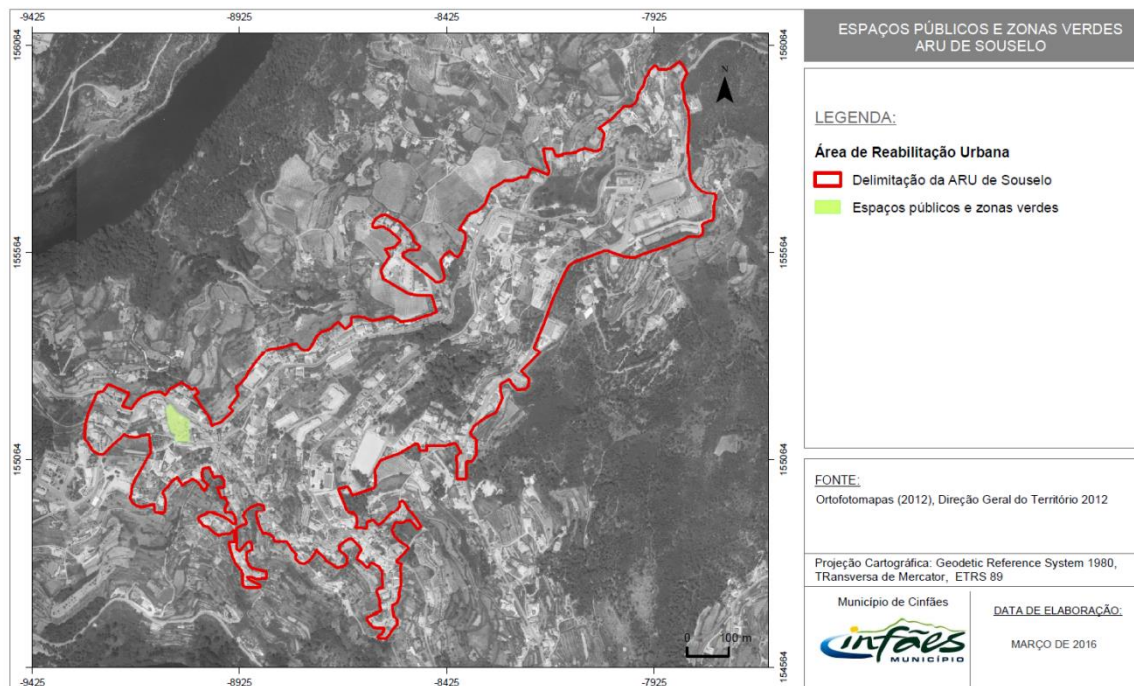 -9425 -8925 -8425 -7925
156064 156064
155564 155564
155064 155064
154564 154564
-9425 -8925 -8425 -7925
N
0 100 m
ESPAÇOS PÚBLICOS E ZONAS VERDES
ARU DE SOUSELO
LEGENDA:
Área de Reabilitação Urbana
Delimitação da ARU de Souselo
Espaços públicos e zonas verdes
FONTE:
Ortofotomapas (2012), Direção Geral do Território 2012
Projeção Cartográfica: Geodetic Reference System 1980,
TRansversa de Mercator, ETRS 89
Município de Cinfães
cinfães
MUNICÍPIO
DATA DE ELABORAÇÃO:
MARÇO DE 2016